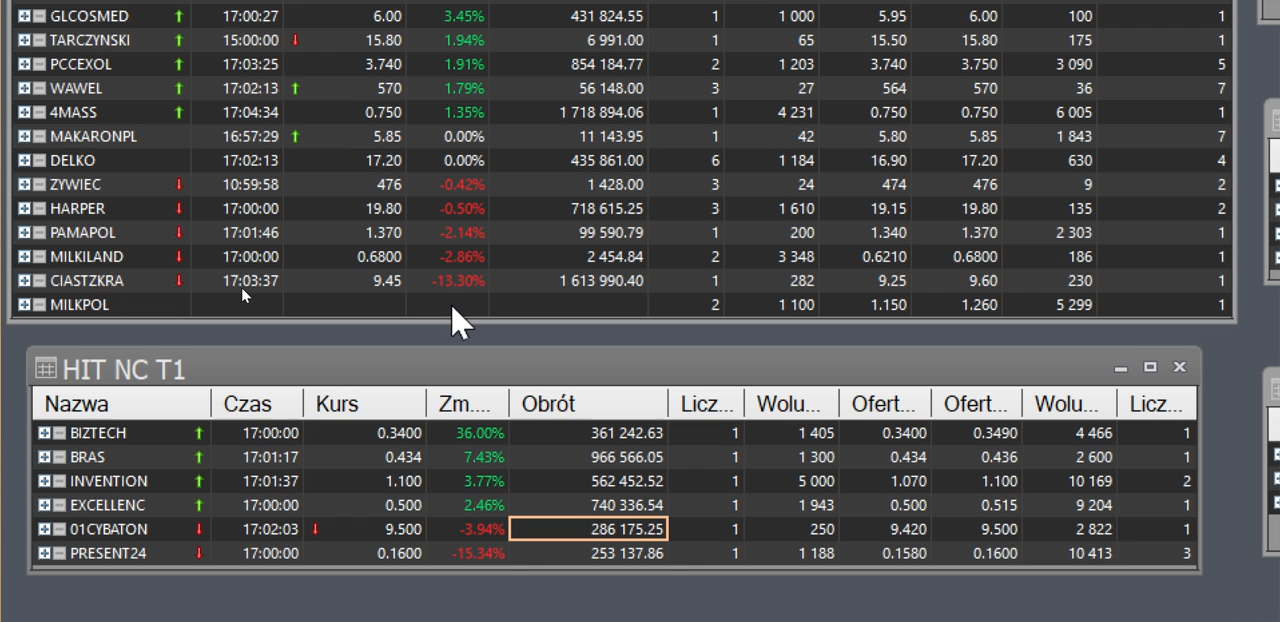 GLCOSMED 17:00:27 6.00 3.45% 431 824.55 1 1 000 5.95 6.00 100 1
TARCZYNSKI 15:00:00 15.80 1.94% 6 991.00 1 65 15.50 15.80 175 1
PCCEXOL 17:03:25 3.740 1.91% 854 184.77 2 1 203 3.740 3.750 3 090 5
WAWEL 17:02:13 570 1.79% 56 148.00 3 27 564 570 36 7
4MASS 17:04:34 0.750 1.35% 1 718 894.06 1 4 231 0.750 0.750 6 005 1
MAKARONPL 16:57:29 5.85 0.00% 11 143.95 1 42 5.80 5.85 1 843 7
DELKO 17:02:13 17.20 0.00% 435 861.00 6 1 184 16.90 17.20 630 4
ZYWIEC 10:59:58 476 -0.42% 1 428.00 3 24 474 476 9 2
HARPER 17:00:00 19.80 -0.50% 718 615.25 3 1 610 19.15 19.80 135 2
PAMAPOL 17:01:46 1.370 -2.14% 99 590.79 1 200 1.340 1.370 2 303 1
MILKILAND 17:00:00 0.6800 -2.86% 2 454.84 2 3 348 0.6210 0.6800 186 1
CIASTZKRA 17:03:37 9.45 -13.30% 1 613 990.40 1 282 9.25 9.60 230 1
MILKPOL 2 1 100 1.150 1.260 5 299 1
HIT NC T1
Nazwa Czas Kurs Zm.... Obrót Licz... Wolu... Ofert... Ofert... Wolu... Licz...
BIZTECH 17:00:00 0.3400 36.00% 361 242.63 1 1 405 0.3400 0.3490 4 466 1
BRAS 17:01:17 0.434 7.43% 966 566.05 1 1 300 0.434 0.436 2 600 1
INVENTION 17:01:37 1.100 3.77% 562 452.52 1 5 000 1.070 1.100 10 169 2
EXCELLENC 17:00:00 0.500 2.46% 740 336.54 1 1 943 0.500 0.515 9 204 1
01CYBATON 17:02:03 9.500 -3.94% 286 175.25 1 250 9.420 9.500 2 822 1
PRESENT24 17:00:00 0.1600 -15.34% 253 137.86 1 1 188 0.1580 0.1600 10 413 3